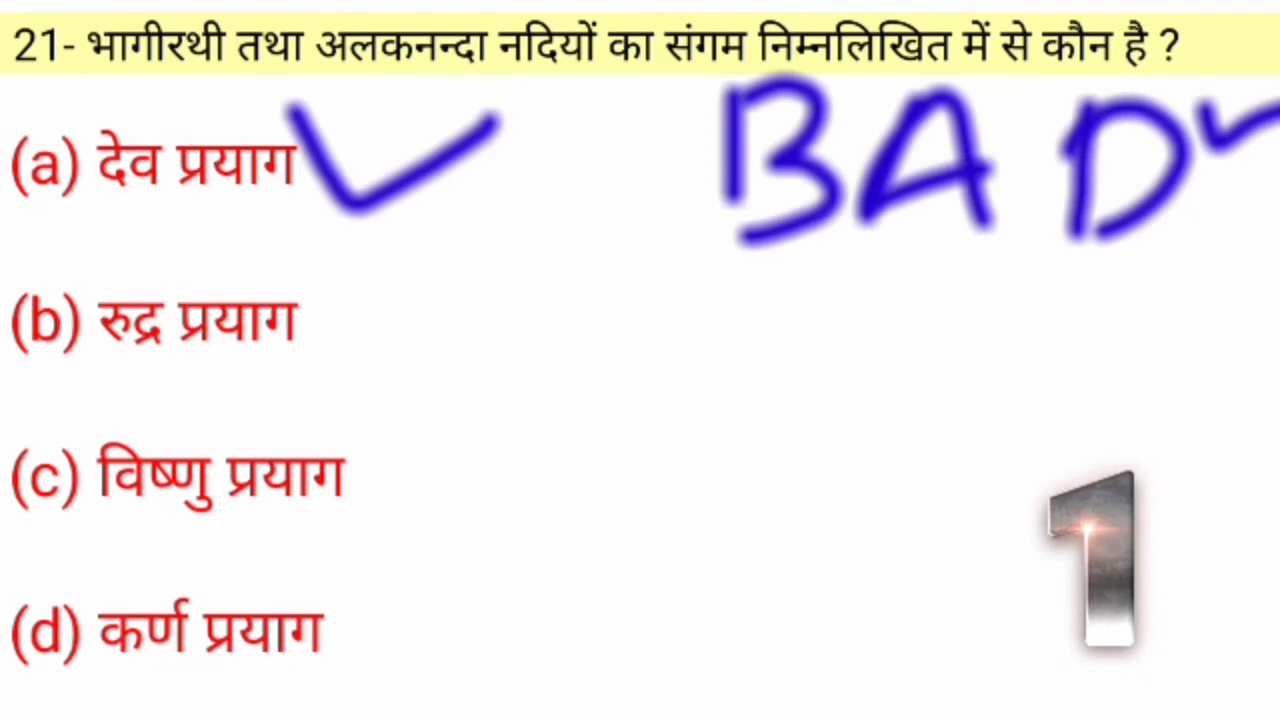 21- भागीरथी तथा अलकनन्दा नदियों का संगम निम्नलिखित में से कौन है ?
BAD
(a) देव प्रयाग
(b) रुद्र प्रयाग
(c) विष्णु प्रयाग
(d) कर्ण प्रयाग
1